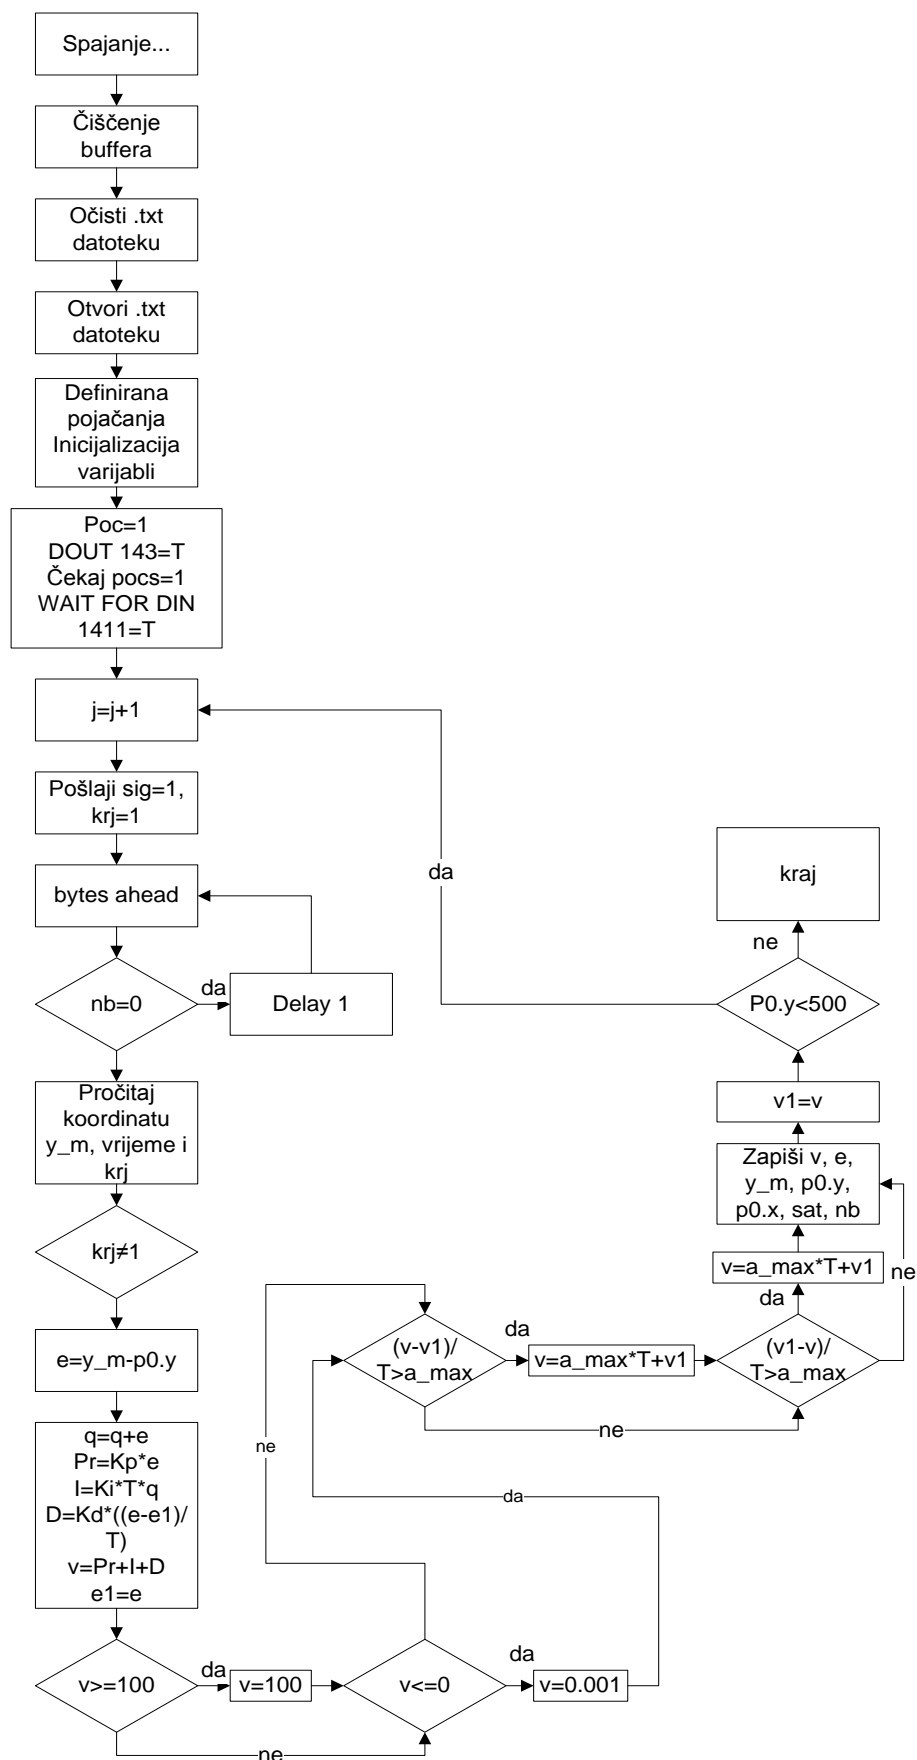 Spajanje...
Čiščenje
buffera
Očisti .txt
datoteku
Otvori .txt
datoteku
Definirana
pojačanja
Inicijalizacija
varijabli
Poc=1
DOUT 143=T
Čekaj pocs=1
WAIT FOR DIN
1411=T
j=j+1
Pošlaji sig=1,
krj=1
bytes ahead
nb=0
da
Delay 1
Pročitaj
koordinatu
y_m, vrijeme i
krj
krj≠1
e=y_m-p0.y
q=q+e
Pr=Kp*e
I=Ki*T*q
D=Kd*((e-e1)/
T)
v=Pr+I+D
e1=e
v>=100
da
v=100
ne
v<=0
da
v=0.001
ne
da
(v-v1)/
T>a_max
da
v=a_max*T+v1
ne
(v1-v)/
T>a_max
da
ne
v=a_max*T+v1
Zapiši v, e,
y_m, p0.y,
p0.x, sat, nb
v1=v
P0.y<500
da
ne
kraj